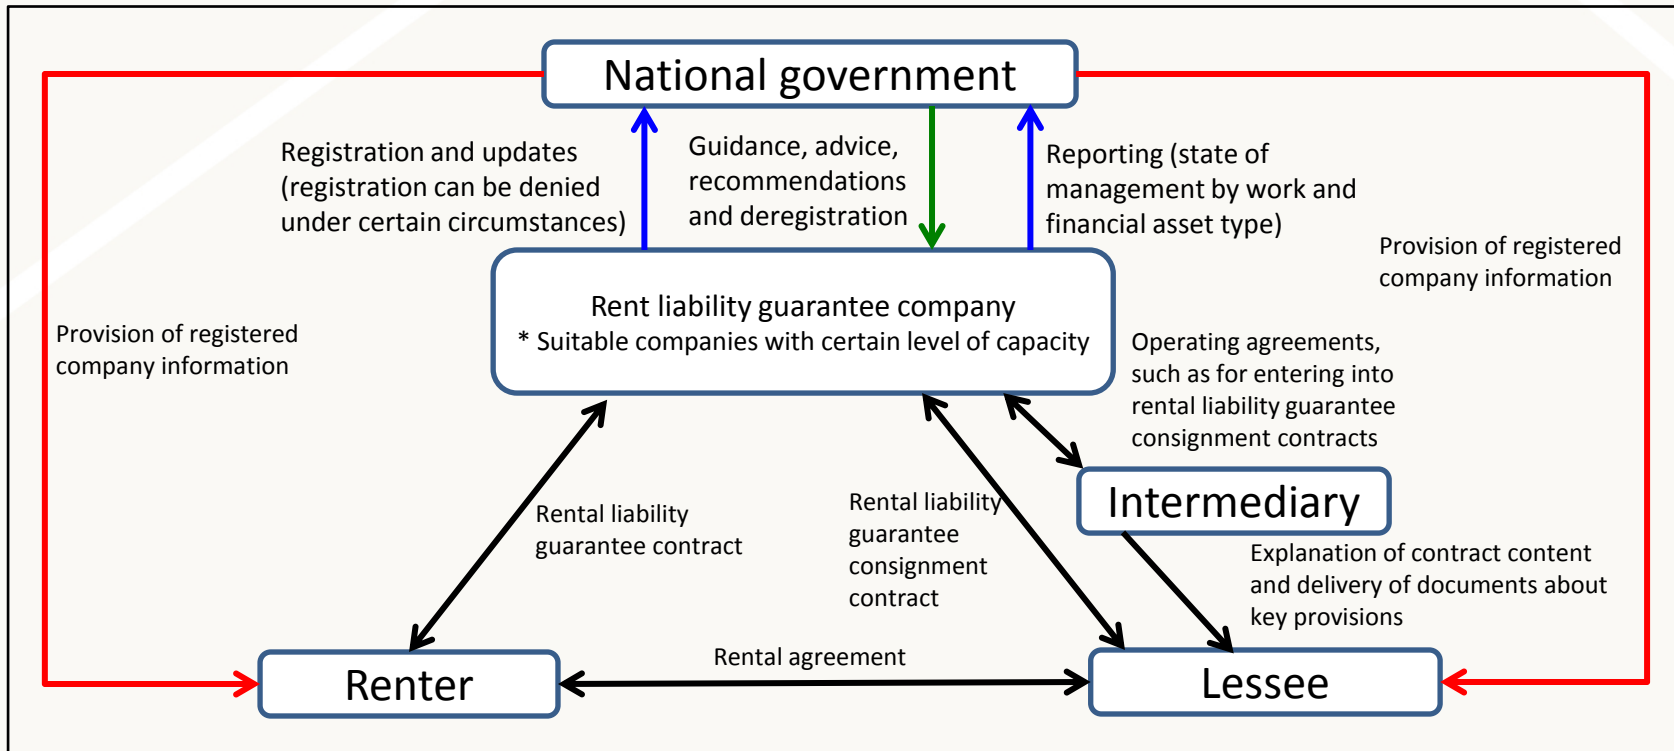 National government
Registration and updates
(registration can be denied
under certain circumstances)
Guidance, advice,
recommendations
and deregistration
Reporting (state of
management by work and
financial asset type)
Provision of registered
company information
Rent liability guarantee company
* Suitable companies with certain level of capacity
Provision of registered
company information
Operating agreements,
such as for entering into
rental liability guarantee
consignment contracts
Intermediary
Rental liability
guarantee contract
Rental liability
guarantee
consignment
contract
Explanation of contract content
and delivery of documents about
key provisions
Rental agreement
Renter
Lessee